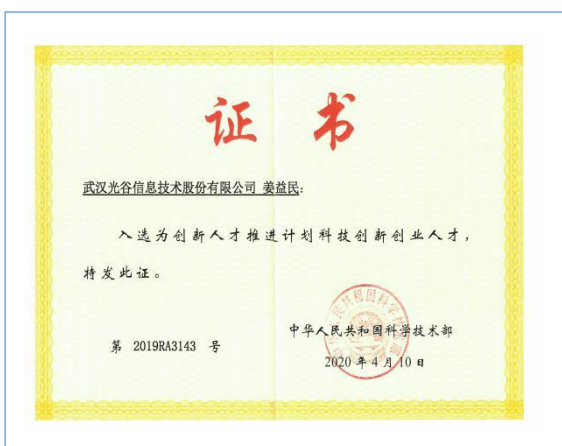 证书
武汉光谷信息技术股份有限公司 姜益民:
入选为创新人才推进计划科技创新创业人才,
特发此证。
中华人民共和国科学技术部
第 2019RA3143 号
2020 年 4 月 10 日